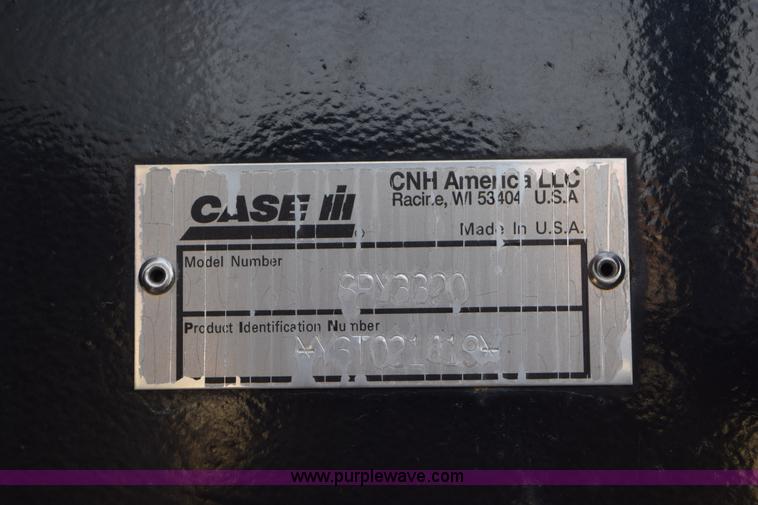 CASE IH
CNH America LLC
Racine, WI 53404 U.S.A
Made In U.S.A.
Model Number
SPX3320
Product Identification Number
www.purplewave.com